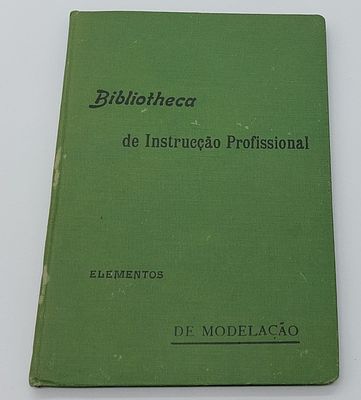 Bibliotheca
de Instrucção Profissional
ELEMENTOS
DE MODELAÇÃO